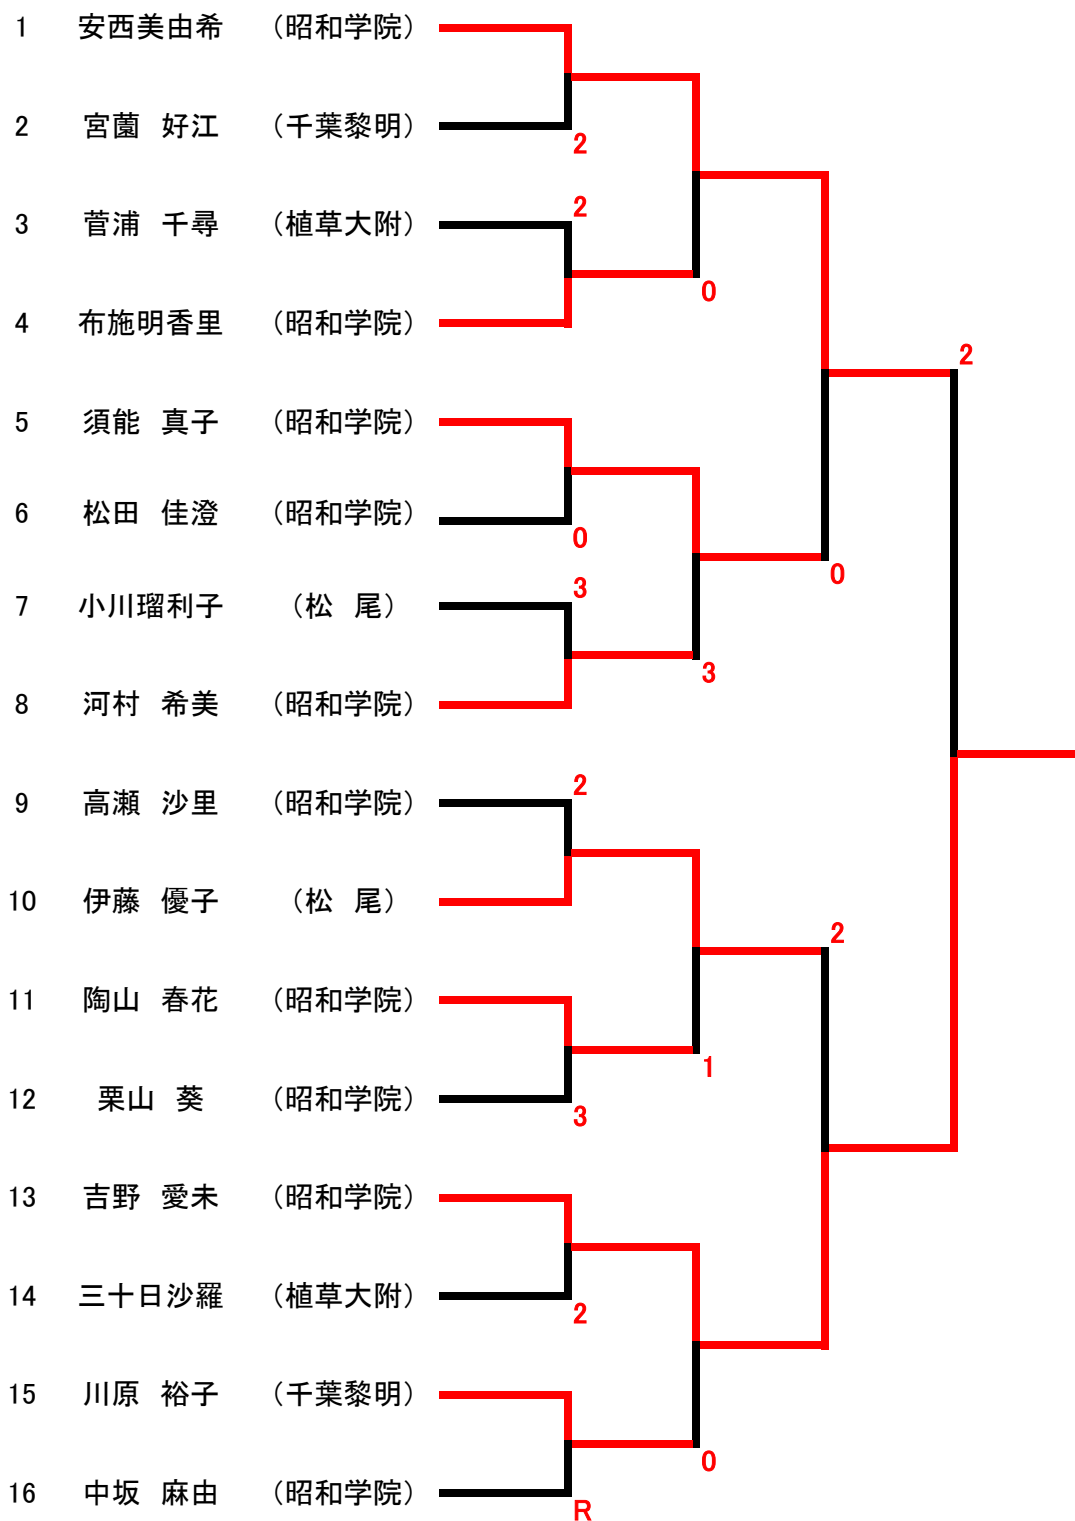 1 安西美由希 （昭和学院）
2 宮薗 好江 （千葉黎明）
2
2
3 菅浦 千尋 （植草大附）
0
4 布施明香里 （昭和学院）
2
5 須能 真子 （昭和学院）
6 松田 佳澄 （昭和学院）
0
0
3
7 小川瑠利子 （松 尾）
3
8 河村 希美 （昭和学院）
2
9 高瀬 沙里 （昭和学院）
10 伊藤 優子 （松 尾）
2
11 陶山 春花 （昭和学院）
1
12 栗山 葵 （昭和学院）
3
13 吉野 愛未 （昭和学院）
14 三十日沙羅 （植草大附）
2
15 川原 裕子 （千葉黎明）
0
16 中坂 麻由 （昭和学院）
R